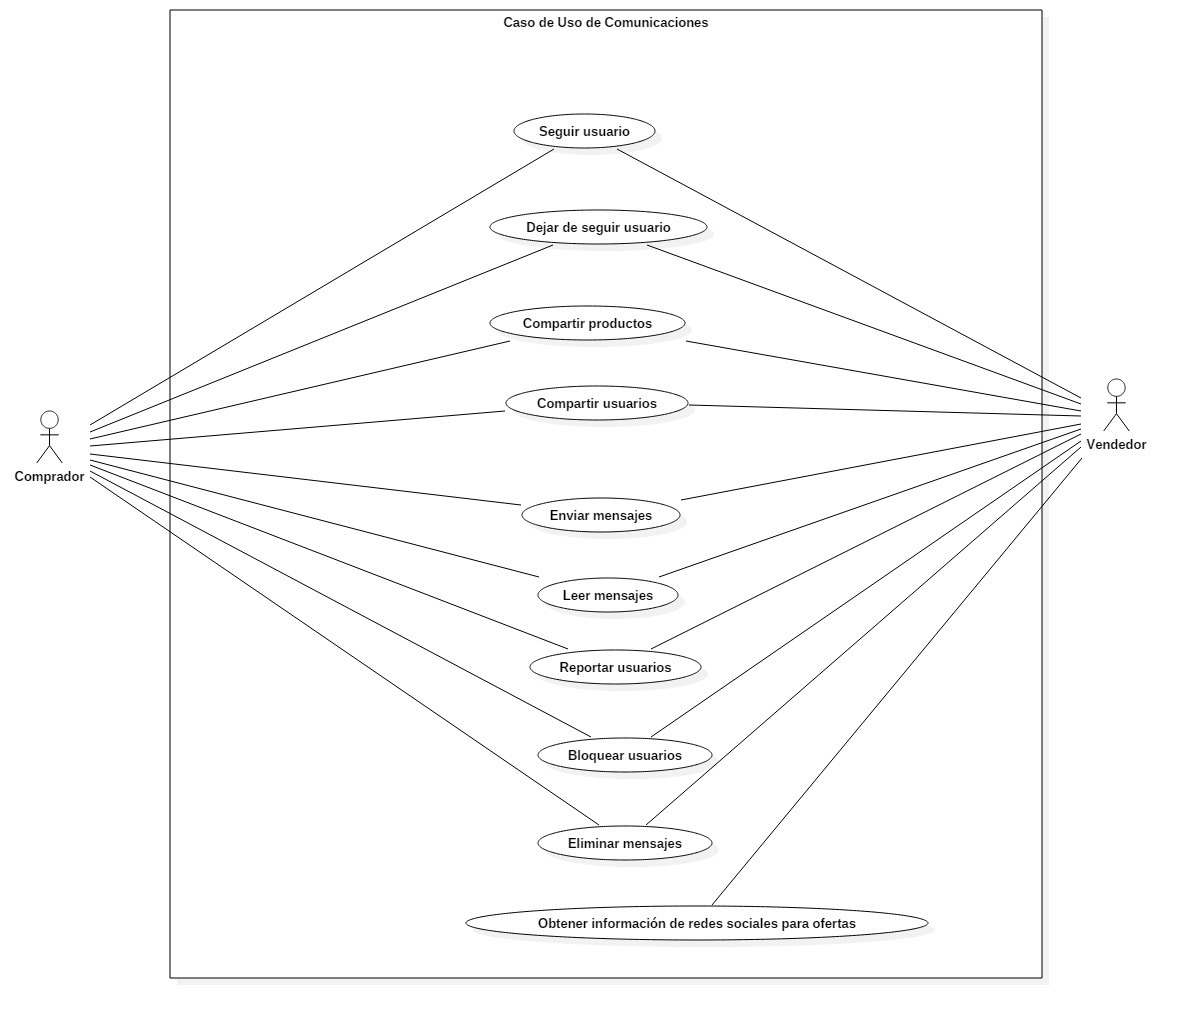 Caso de Uso de Comunicaciones
Seguir usuario
Dejar de seguir usuario
Compartir productos
Compartir usuarios
Comprador
Vendedor
Enviar mensajes
Leer mensajes
Reportar usuarios
Bloquear usuarios
Eliminar mensajes
Obtener información de redes sociales para ofertas